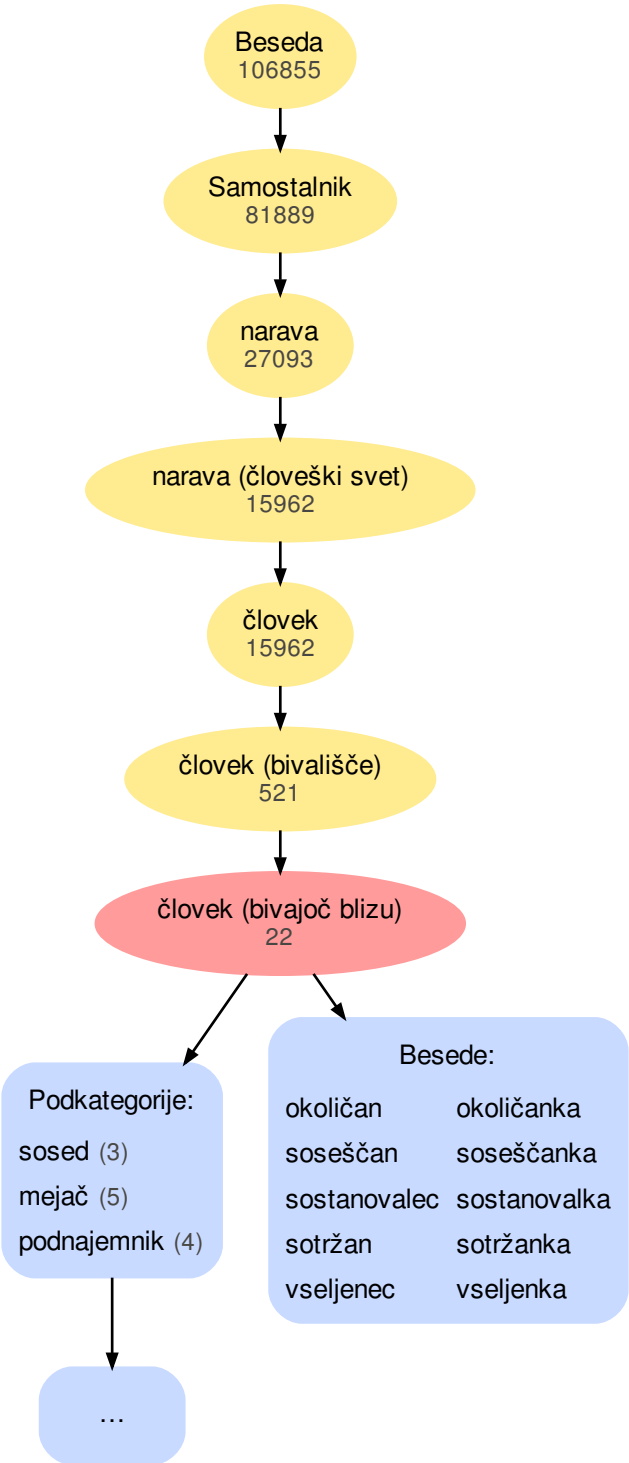 Beseda
106855
Samostalnik
81889
narava
27093
narava (človeški svet)
15962
človek
15962
človek (bivališče)
521
človek (bivajoč blizu)
22
Podkategorije:
sosed (3)
mejač (5)
podnajemnik (4)
...
Besede:
okoličan okoličanka
soseščan soseščanka
sostanovalec sostanovalka
sotržan sotržanka
vseljenec vseljenka